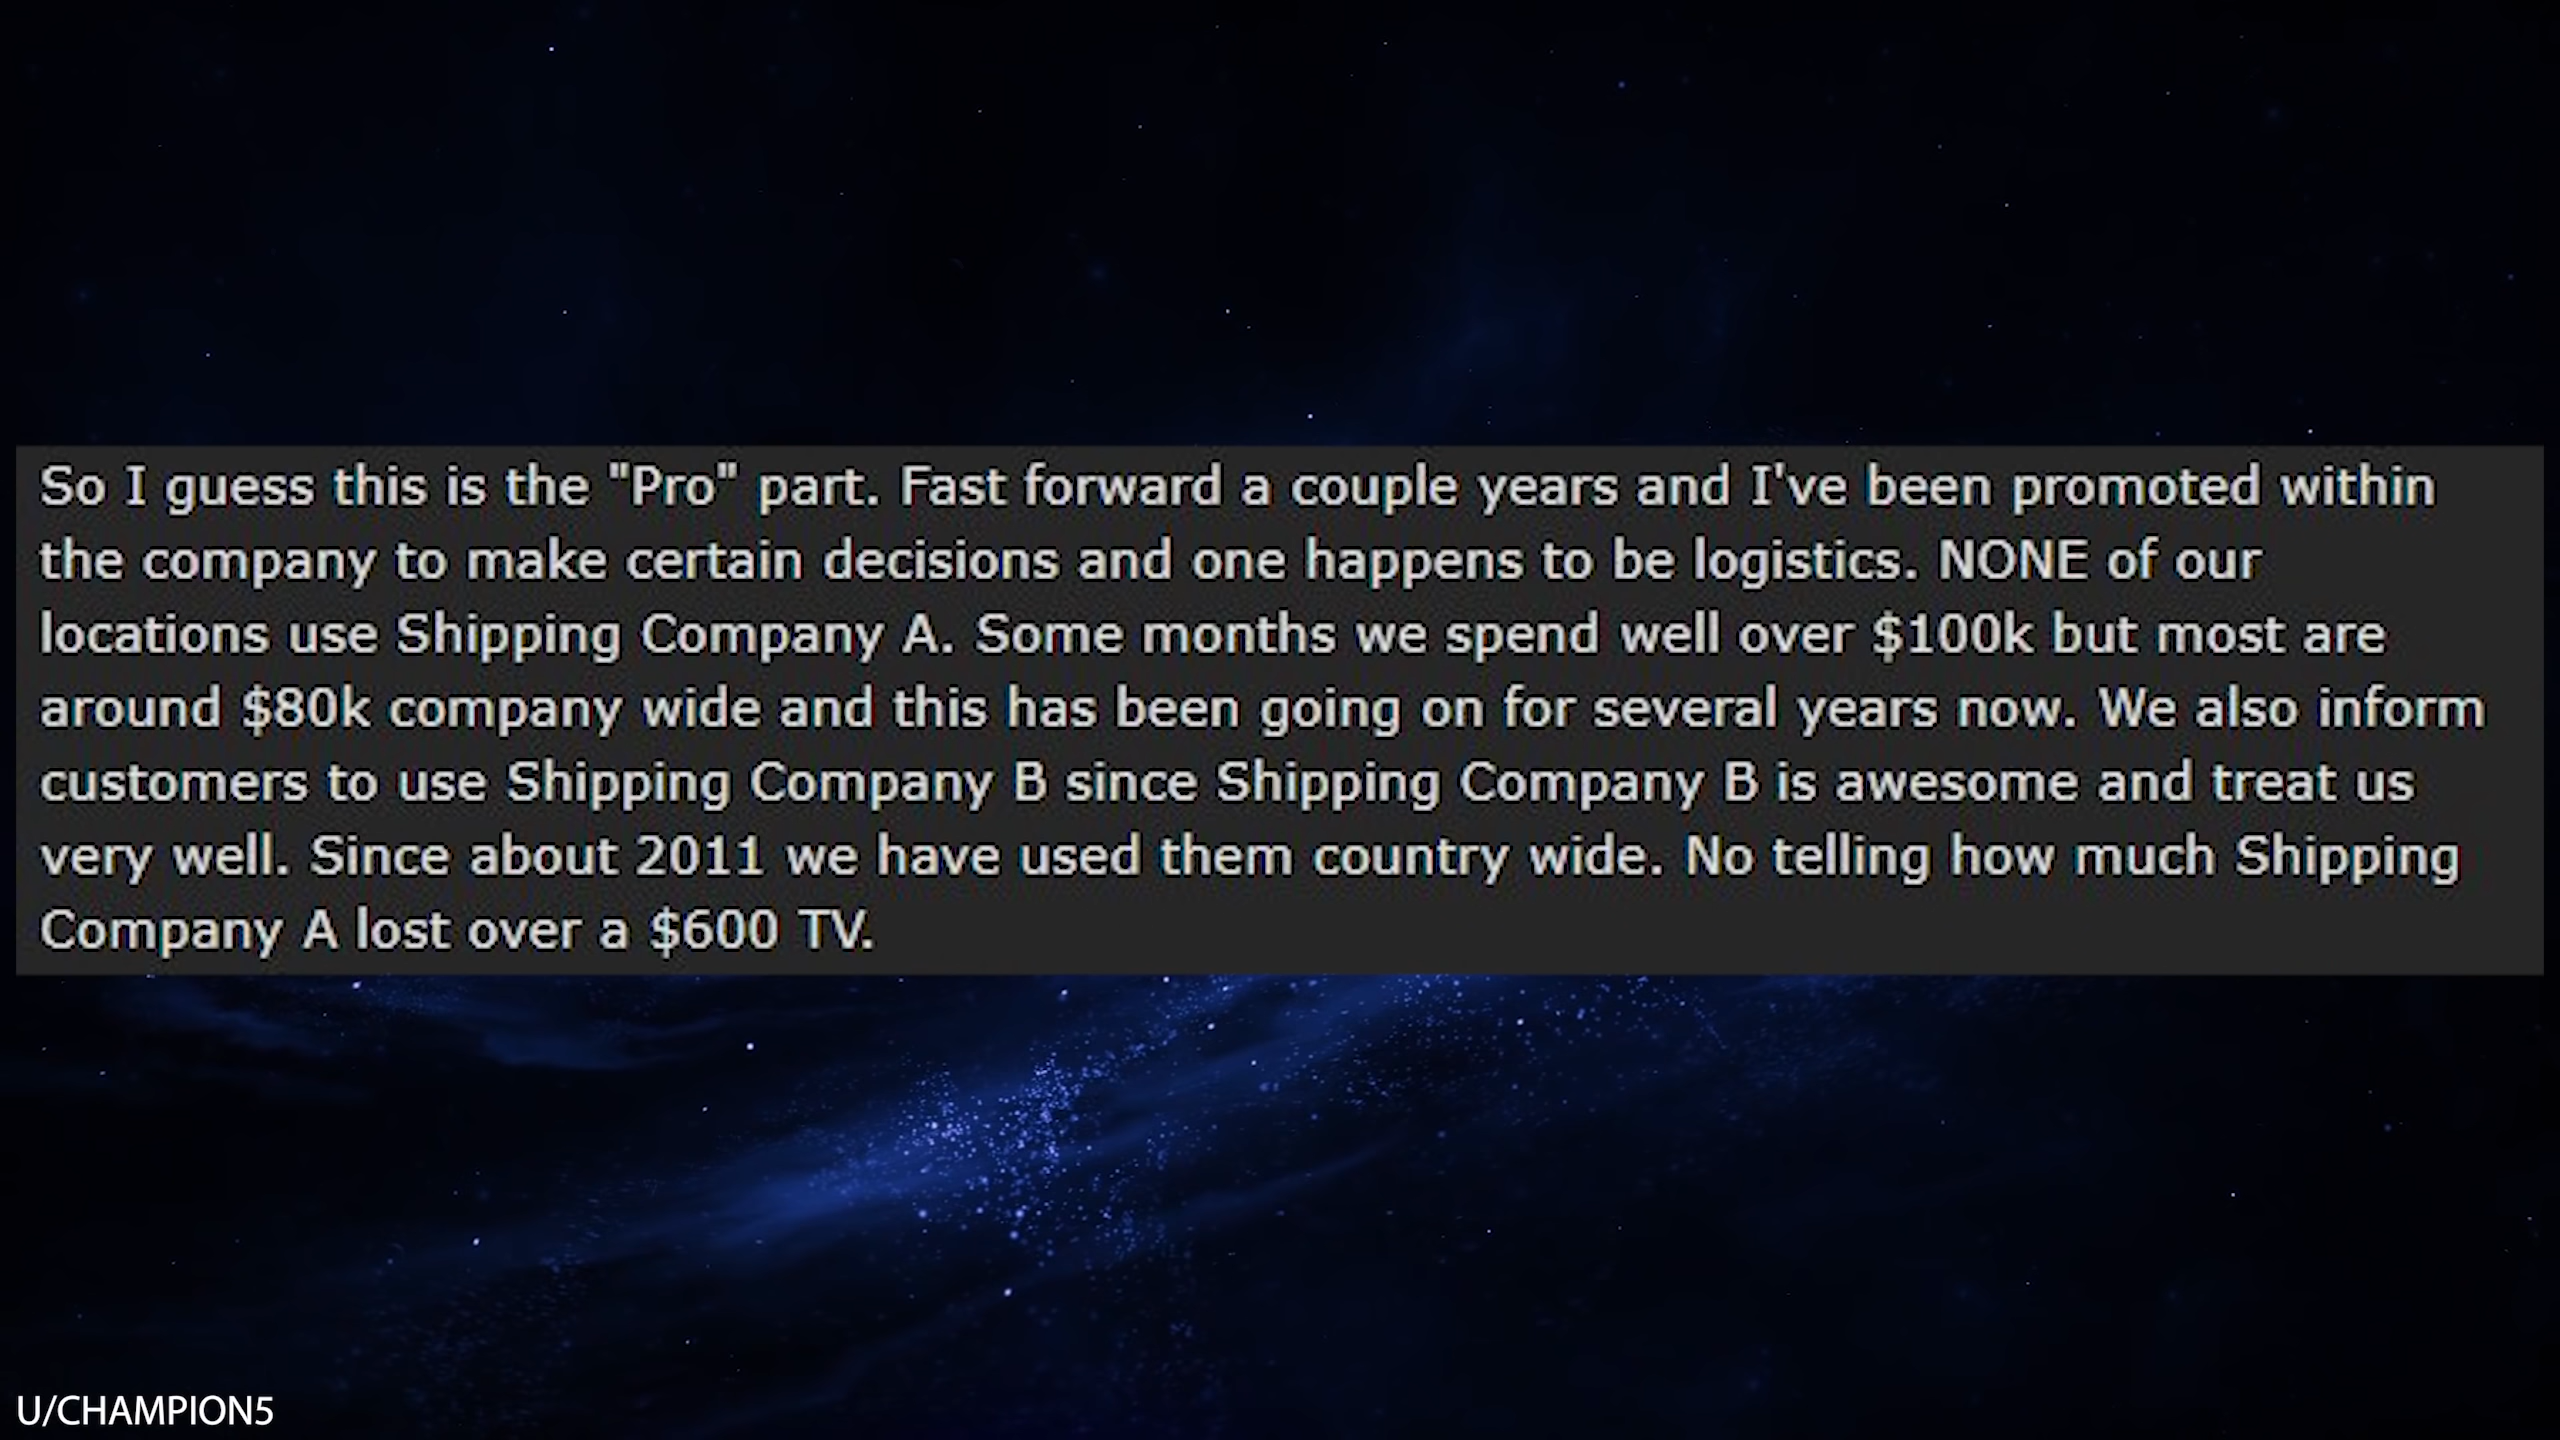 So I guess this is the "Pro" part. Fast forward a couple years and I've been promoted within
the company to make certain decisions and one happens to be logistics. NONE of our
locations use Shipping Company A. Some months we spend well over $100k but most are
around $80k company wide and this has been going on for several years now. We also inform
customers to use Shipping Company B since Shipping Company B is awesome and treat us
very well. Since about 2011 we have used them country wide. No telling how much Shipping
Company A lost over a $600 TV.
U/CHAMPION5